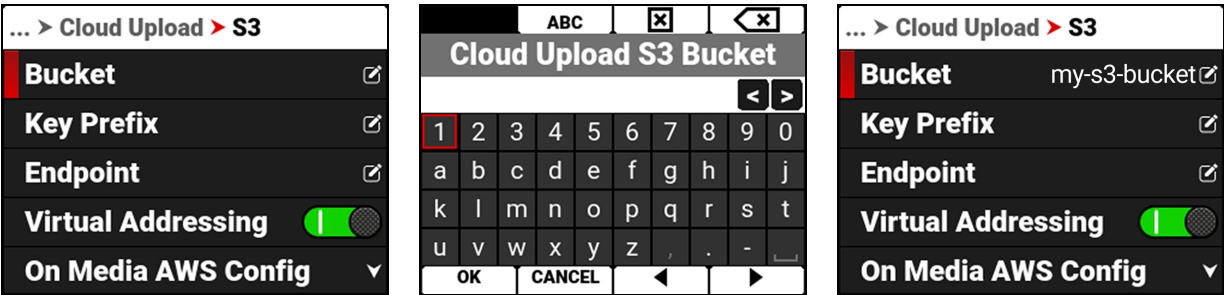 ... > Cloud Upload > S3
Bucket
Key Prefix
Endpoint
Virtual Addressing
On Media AWS Config
ABC
Cloud Upload S3 Bucket
< >
1 2 3 4 5 6 7 8 9 0
a b c d e f g h i j
k l m n o p q r s t
u v w x y z , . -
OK CANCEL
... > Cloud Upload > S3
Bucket my-s3-bucket
Key Prefix
Endpoint
Virtual Addressing
On Media AWS Config